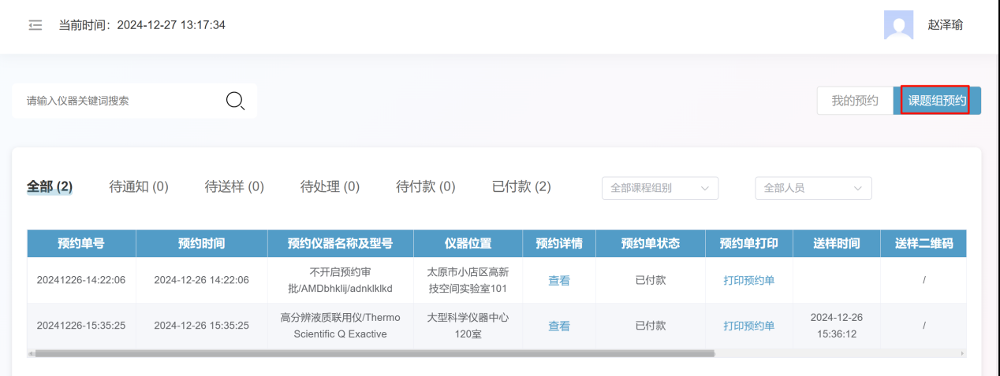 当前时间：2024-12-27 13:17:34
赵泽瑜
请输入仪器关键词搜索
我的预约
课题组预约
全部 (2)
待通知 (0)
待送样 (0)
待处理 (0)
待付款 (0)
已付款 (2)
全部课程组别
全部人员
预约单号
预约时间
预约仪器名称及型号
仪器位置
预约详情
预约单状态
预约单打印
送样时间
送样二维码
20241226-14:22:06
2024-12-26 14:22:06
不开启预约审
批/AMDbhklij/adnklklkd
太原市小店区高新
技空间实验室101
查看
已付款
打印预约单
/
20241226-15:35:25
2024-12-26 15:35:25
高分辨液质联用仪/Thermo
Scientific Q Exactive
大型科学仪器中心
120室
查看
已付款
打印预约单
2024-12-26
15:36:12
/